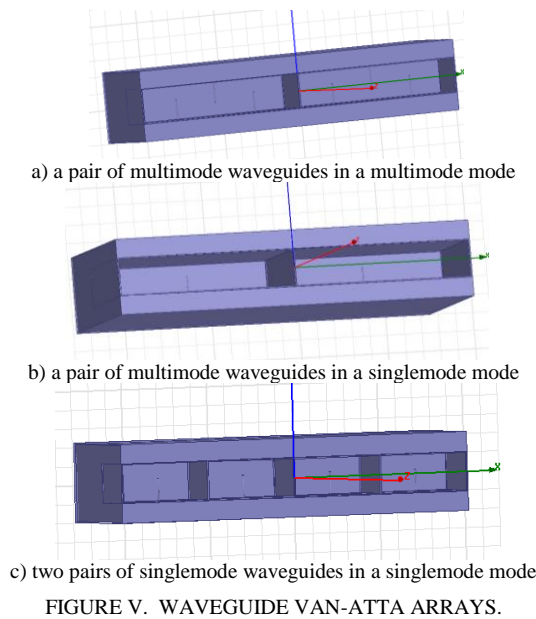 X
a) a pair of multimode waveguides in a multimode mode
b) a pair of multimode waveguides in a singlemode mode
X
Z
c) two pairs of singlemode waveguides in a singlemode mode
FIGURE V. WAVEGUIDE VAN-ATTA ARRAYS.